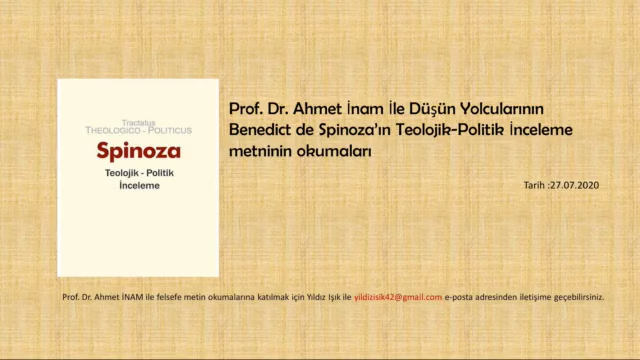 Tractatus
THEOLOGICO - POLITICUS
Spinoza
Teolojik - Politik
İnceleme
Prof. Dr. Ahmet İnam İle Düşün Yolcularının
Benedict de Spinoza’ın Teolojik-Politik İnceleme
metninin okumaları
Tarih :27.07.2020
Prof. Dr. Ahmet İNAM ile felsefe metin okumalarına katılmak için Yıldız Işık ile yildizisik42@gmail.com e-posta adresinden iletişime geçebilirsiniz.